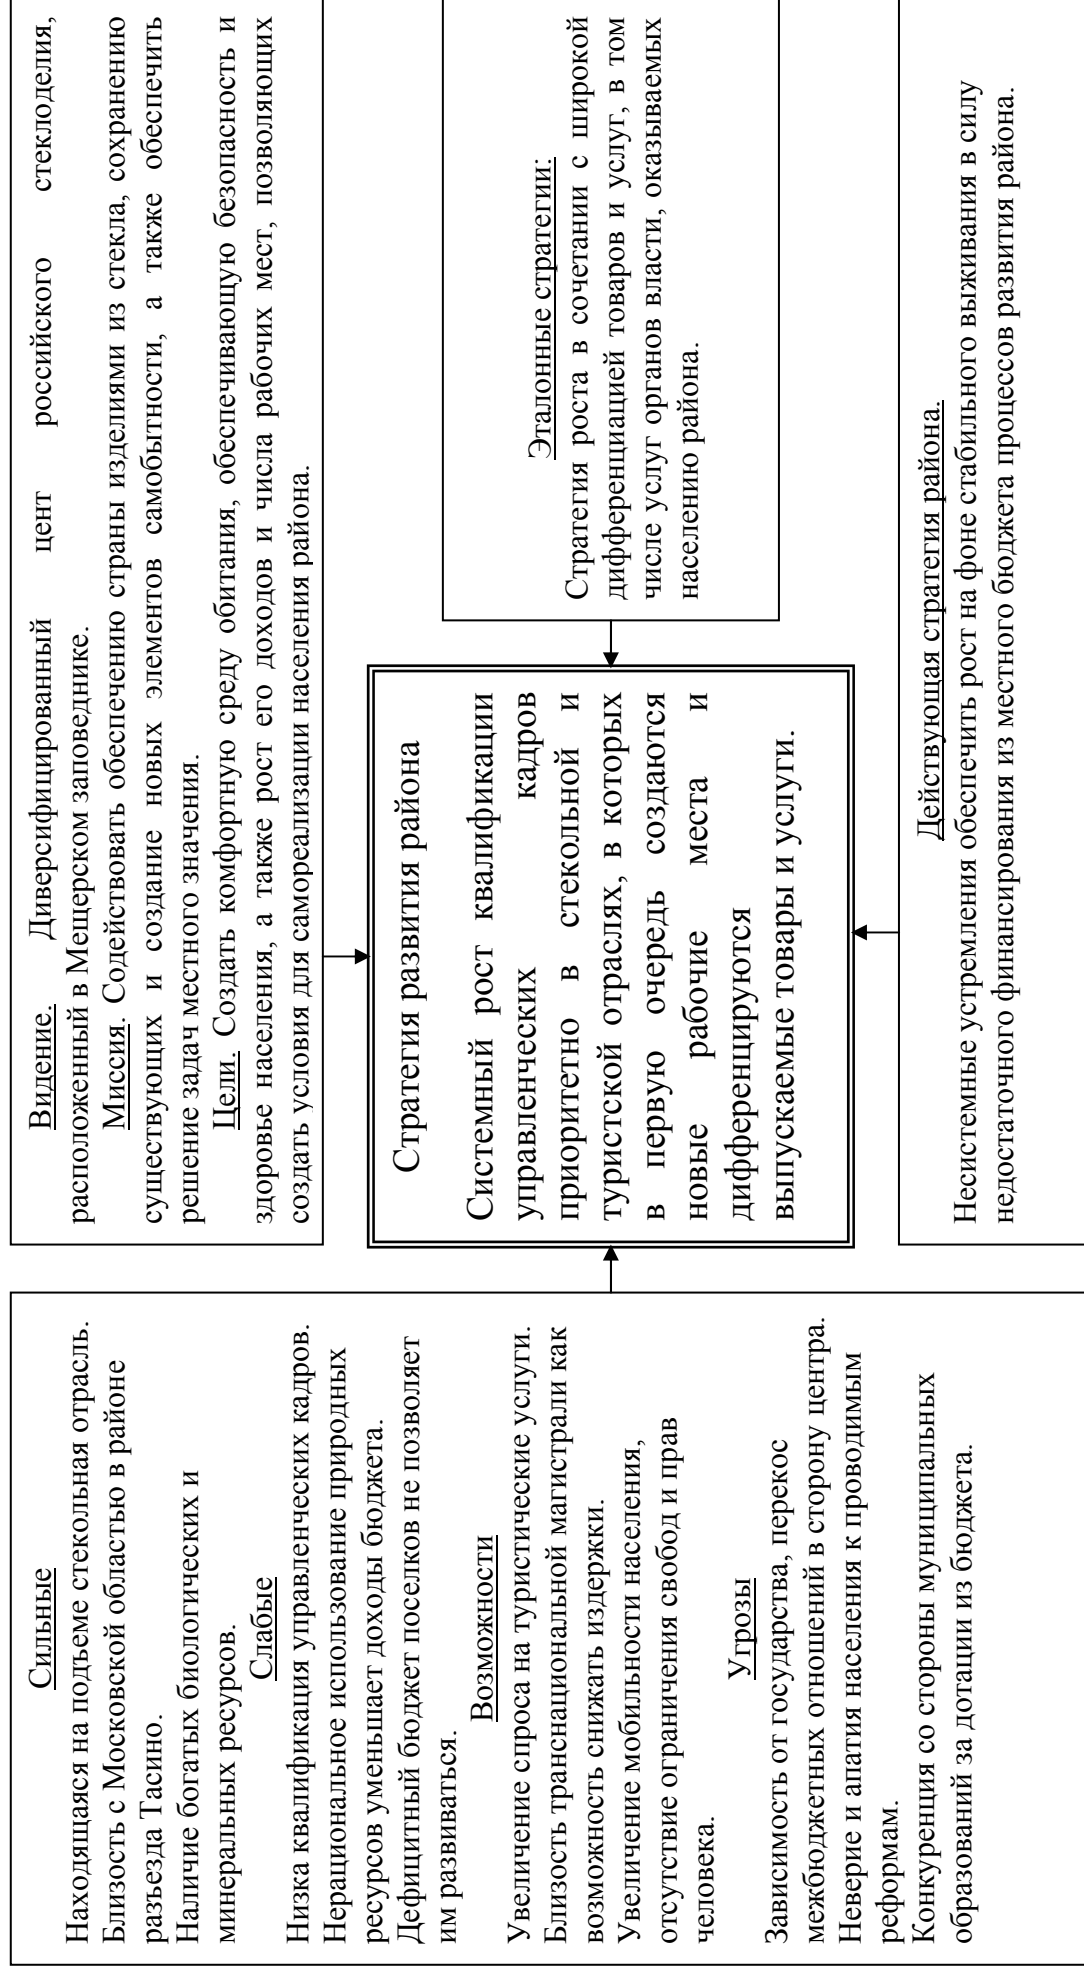 Сильные
Находящаяся на подъеме стекольная отрасль.
Близость с Московской областью в районе
разъезда Тасино.
Наличие богатых биологических и
минеральных ресурсов.
Слабые
Низка квалификация управленческих кадров.
Нерациональное использование природных
ресурсов уменьшает доходы бюджета.
Дефицитный бюджет поселков не позволяет
им развиваться.
Возможности
Увеличение спроса на туристические услуги.
Близость транснациональной магистрали как
возможность снижать издержки.
Увеличение мобильности населения,
отсутствие ограничения свобод и прав
человека.
Угрозы
Зависимость от государства, перекос
межбюджетных отношений в сторону центра.
Неверие и апатия населения к проводимым
реформам.
Конкуренция со стороны муниципальных
образований за дотации из бюджета.
Видение. Диверсифицированный цент российского стеклоделия,
расположенный в Мещерском заповеднике.
Миссия. Содействовать обеспечению страны изделиями из стекла, сохранению
существующих и создание новых элементов самобытности, а также обеспечить
решение задач местного значения.
Цели. Создать комфортную среду обитания, обеспечивающую безопасность и
здоровье населения, а также рост его доходов и числа рабочих мест, позволяющих
создать условия для самореализации населения района.
Стратегия развития района
Системный рост квалификации
управленческих кадров
приоритетно в стекольной и
туристской отраслях, в которых
в первую очередь создаются
новые рабочие места и
дифференцируются
выпускаемые товары и услуги.
Эталонные стратегии:
Стратегия роста в сочетании с широкой
дифференциацией товаров и услуг, в том
числе услуг органов власти, оказываемых
населению района.
Действующая стратегия района.
Несистемные устремления обеспечить рост на фоне стабильного выживания в силу
недостаточного финансирования из местного бюджета процессов развития района.